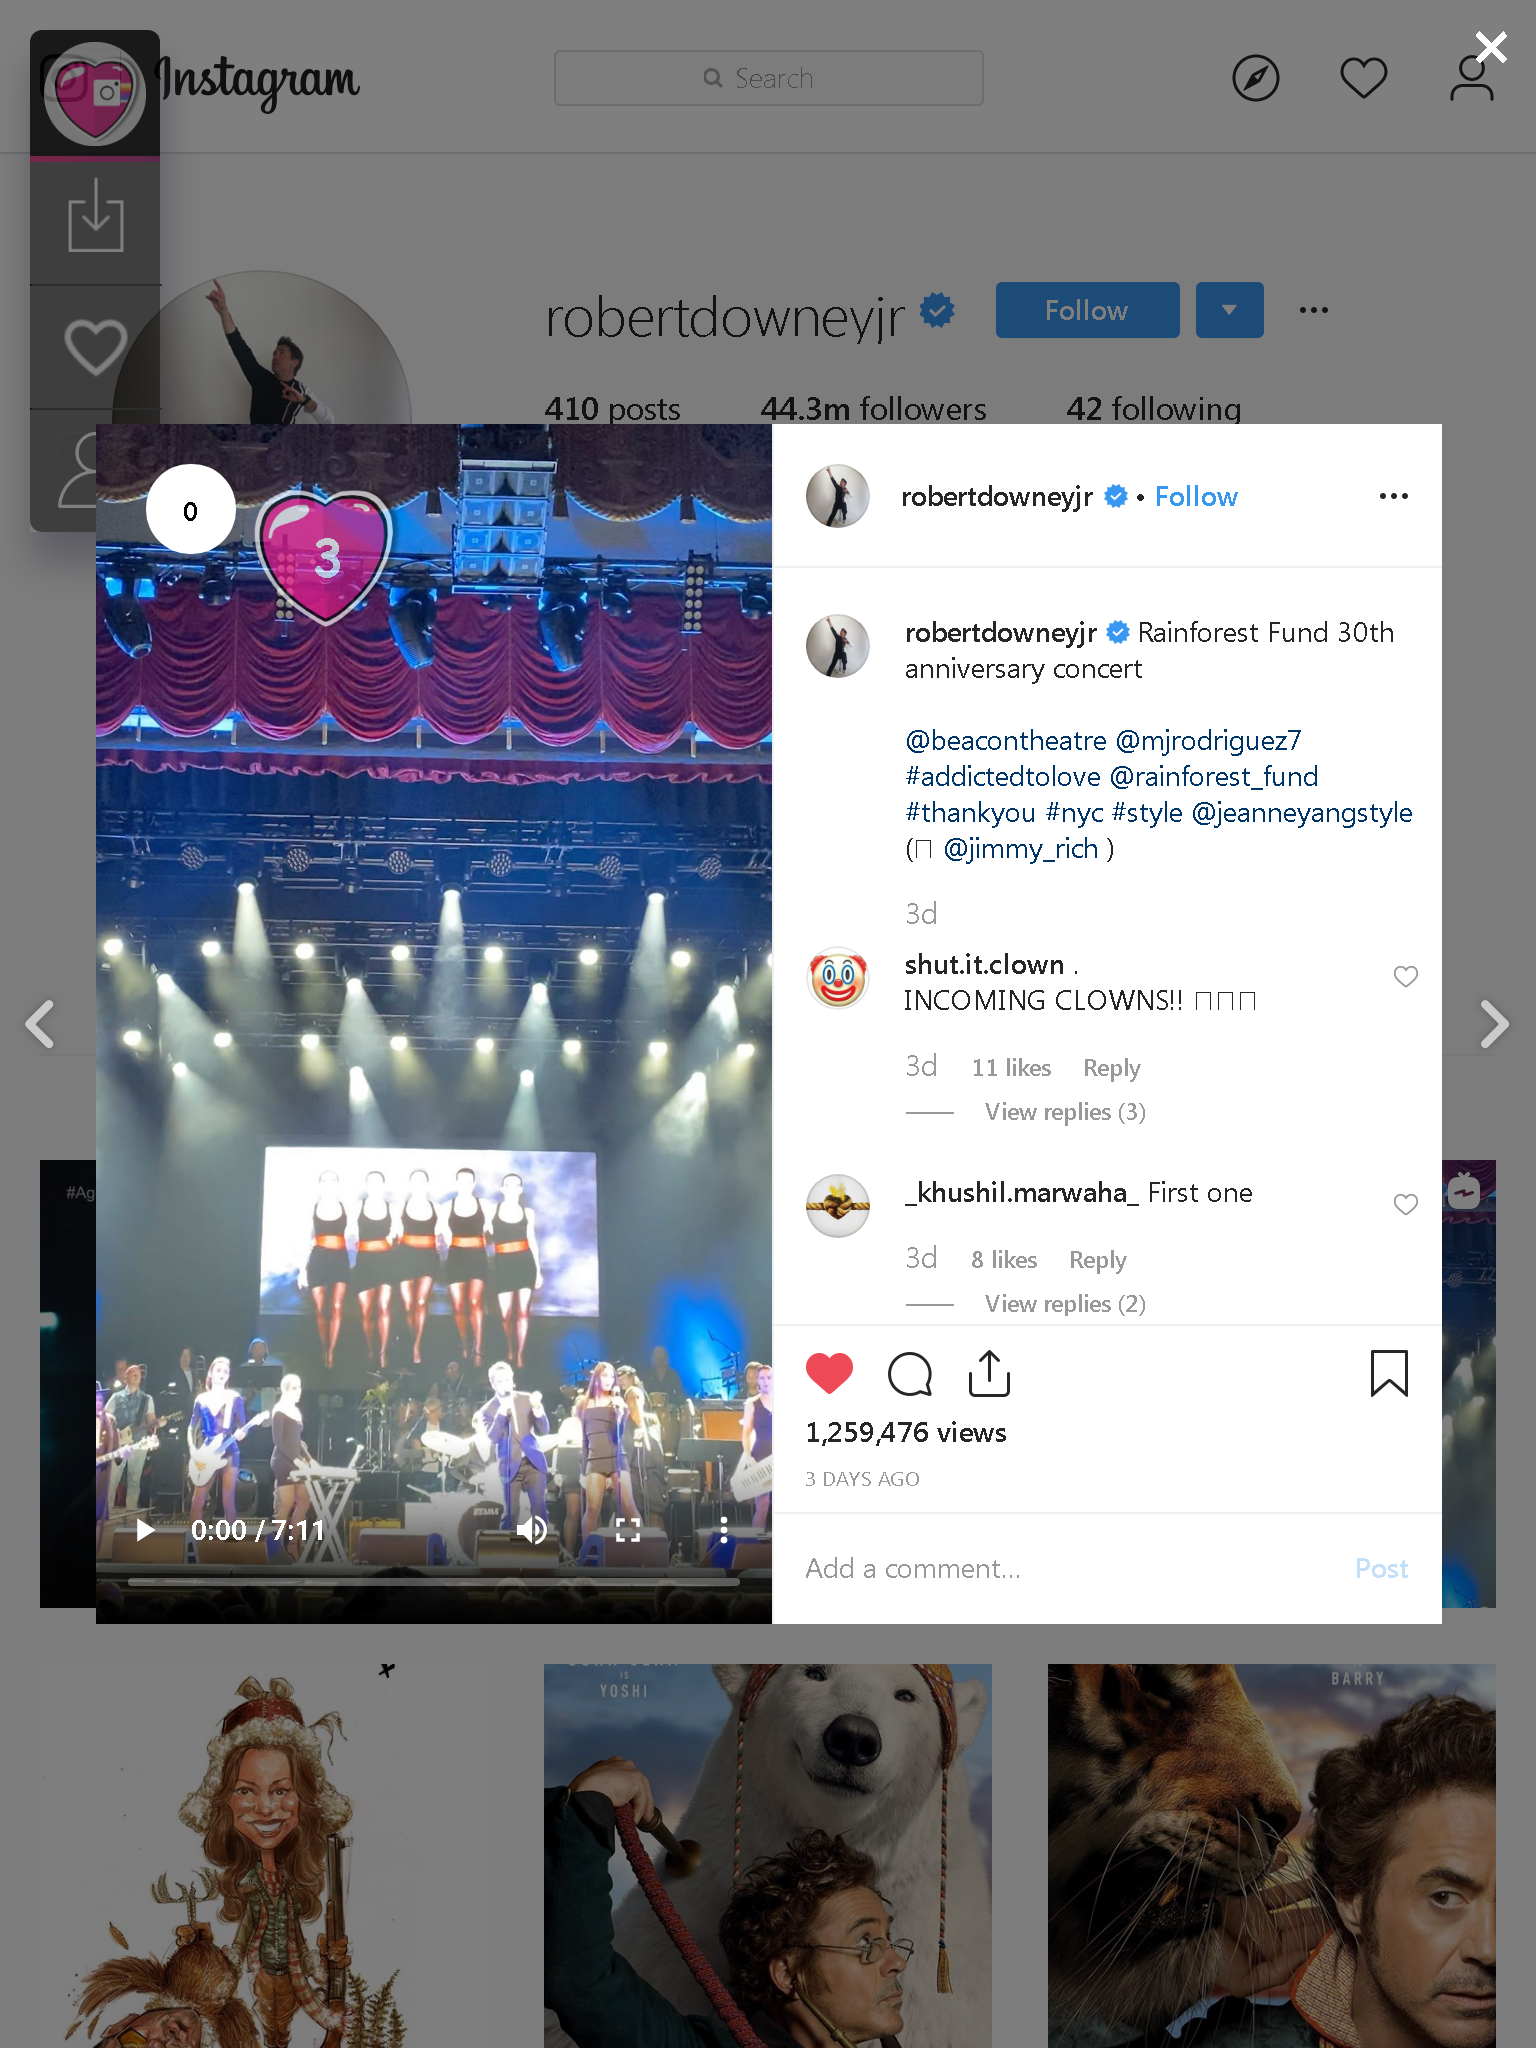 Instagram
Search
robertdowneyjr
Follow
410 posts
44.3m followers
42 following
0
3
robertdowneyjr • Follow
robertdowneyjr Rainforest Fund 30th
anniversary concert
@beacontheatre @mjrodriguez7
#addictedtolove @rainforest_fund
#thankyou #nyc #style @jeanneyangstyle
( @jimmy_rich )
3d
shut.it.clown .
INCOMING CLOWNS!!
3d 11 likes Reply
View replies (3)
_khushil.marwaha_ First one
3d 8 likes Reply
View replies (2)
1,259,476 views
3 DAYS AGO
Add a comment...
Post
0:00 / 7:11
TAMA
#Ag
IS
YOSHI
BARRY